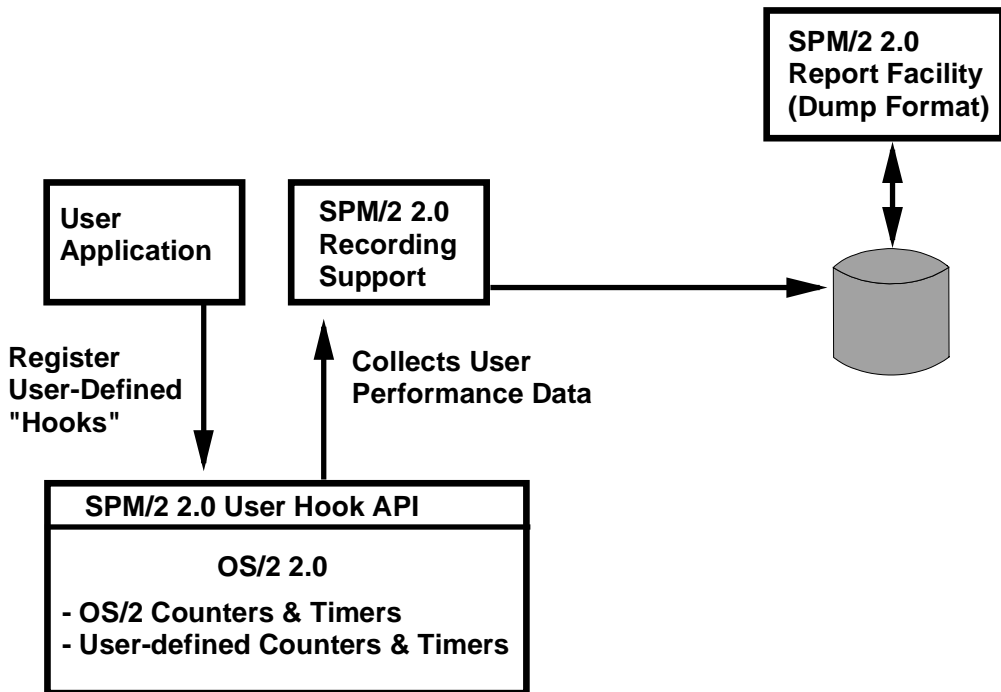 SPM/2 2.0
Report Facility
(Dump Format)
User
Application
SPM/2 2.0
Recording
Support
Register
User-Defined
"Hooks"
Collects User
Performance Data
SPM/2 2.0 User Hook API
OS/2 2.0
- OS/2 Counters & Timers
- User-defined Counters & Timers